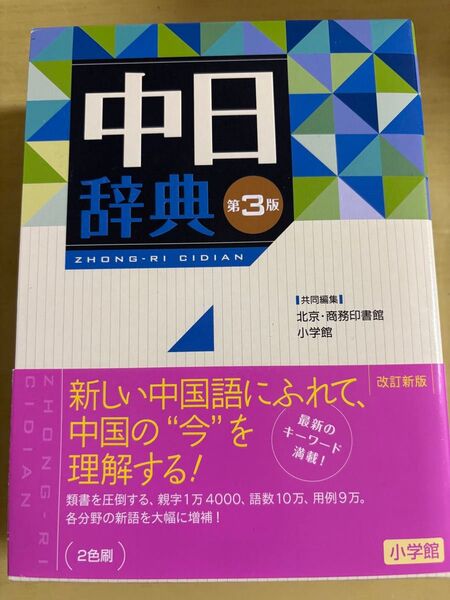 中日
辞典
第3版
ZHONG-RI CIDIAN
共同編集
北京・商務印書館
小学館
ZHONG-RI
CIDIAN
新しい中国語にふれて、
中国の“今”を
理解する!
改訂新版
最新の
キーワード
満載!
類書を圧倒する、親字1万4000、語数10万、用例9万。
各分野の新語を大幅に増補!
2色刷
小学館